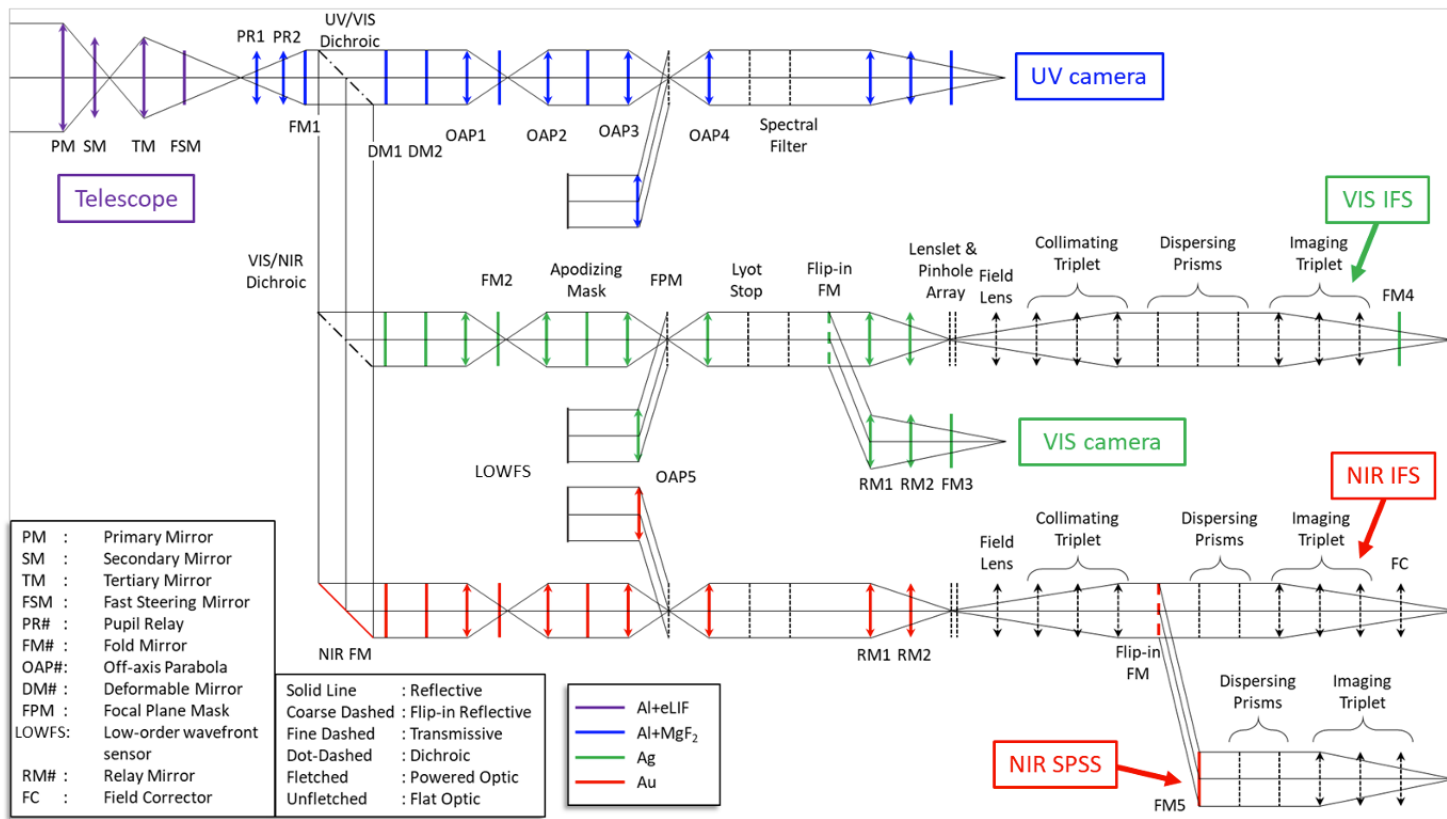 UV/VIS
Dichroic
PR1 PR2
UV camera
FM1
PM SM TM FSM
DM1 DM2
OAP1 OAP2 OAP3 OAP4
Spectral
Filter
Telescope
VIS IFS
VIS/NIR
Dichroic
FM2
Apodizing
Mask
FPM
Lyot
Stop
Flip-in
FM
Lenslet &
Pinhole
Array
Field
Lens
Collimating
Triplet
Dispersing
Prisms
Imaging
Triplet
FM4
VIS camera
LOWFS
OAP5
RM1 RM2 FM3
NIR IFS
Field
Lens
Collimating
Triplet
Dispersing
Prisms
Imaging
Triplet
FC
NIR FM
RM1 RM2
Flip-in
FM
Dispersing
Prisms
Imaging
Triplet
NIR SPSS
FM5
PM : Primary Mirror
SM : Secondary Mirror
TM : Tertiary Mirror
FSM : Fast Steering Mirror
PR# : Pupil Relay
FM# : Fold Mirror
OAP#: Off-axis Parabola
DM# : Deformable Mirror
FPM : Focal Plane Mask
LOWFS: Low-order wavefront
sensor
RM# : Relay Mirror
FC : Field Corrector
Solid Line : Reflective
Coarse Dashed : Flip-in Reflective
Fine Dashed : Transmissive
Dot-Dashed : Dichroic
Fletched : Powered Optic
Unfletched : Flat Optic
Al+eLIF
Al+MgF₂
Ag
Au